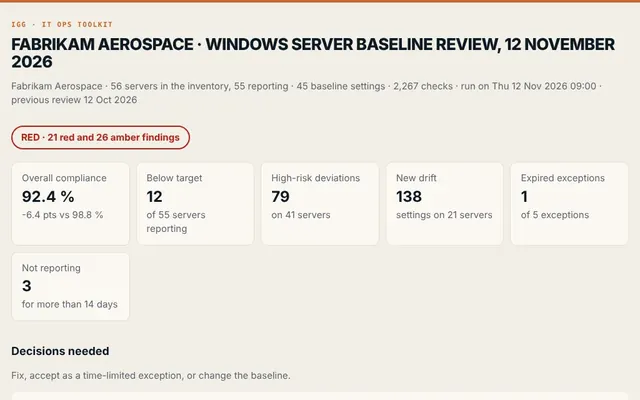 IGG · IT OPS TOOLKIT
FABRIKAM AEROSPACE · WINDOWS SERVER BASELINE REVIEW, 12 NOVEMBER
2026
Fabrikam Aerospace · 56 servers in the inventory, 55 reporting · 45 baseline settings · 2,267 checks · run on Thu 12 Nov 2026 09:00 ·
previous review 12 Oct 2026
RED · 21 red and 26 amber findings
Overall compliance
92.4 %
-6.4 pts vs 98.8 %
Below target
12
of 55 servers
reporting
High-risk deviations
79
on 41 servers
New drift
138
settings on 21 servers
Expired exceptions
1
of 5 exceptions
Not reporting
3
for more than 14 days
Decisions needed
Fix, accept as a time-limited exception, or change the baseline.